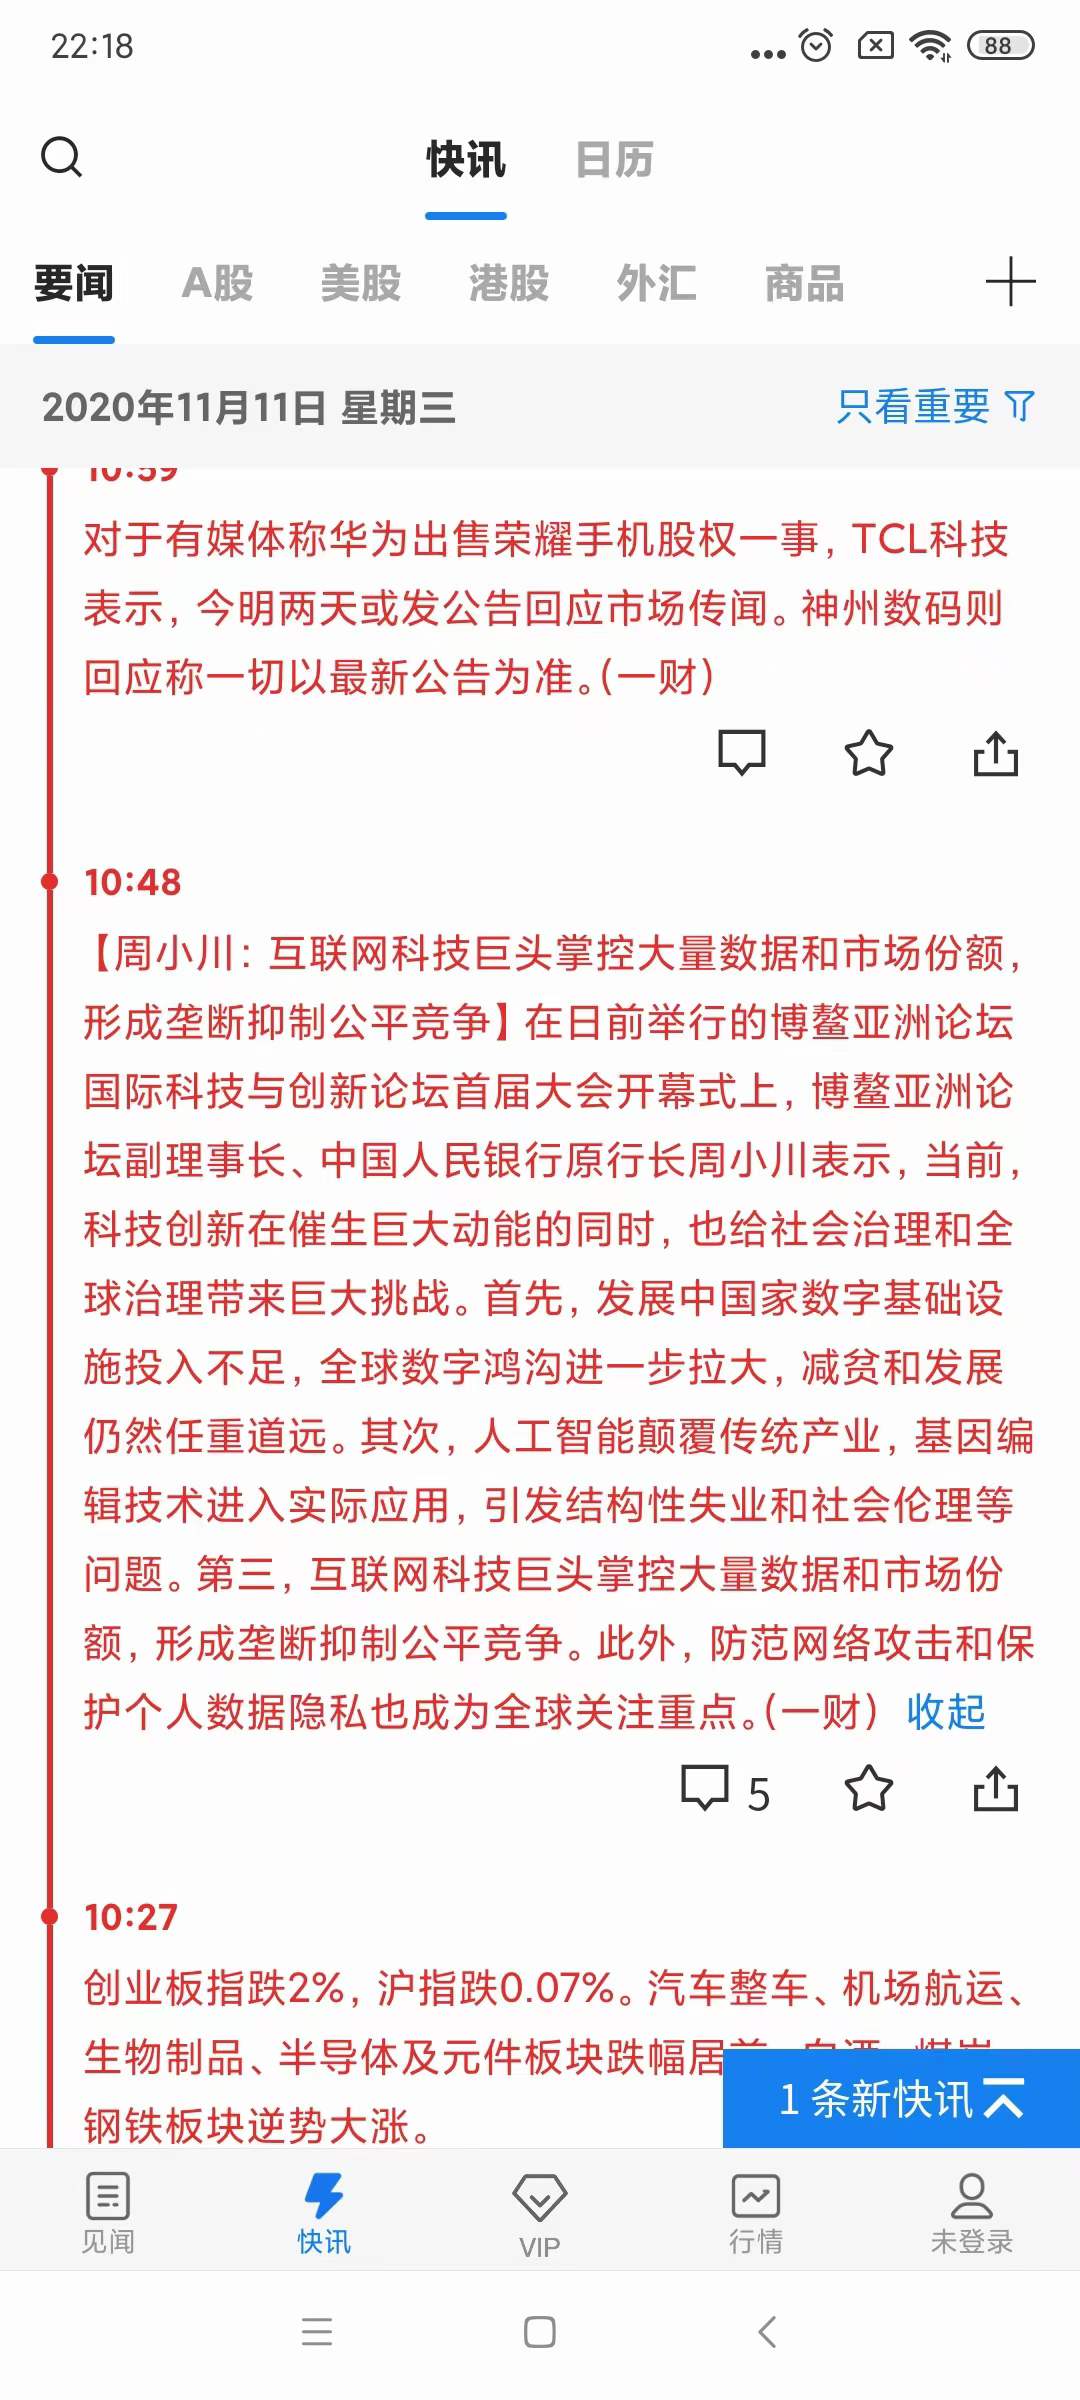 22:18
88
快讯 日历
要闻 A股 美股 港股 外汇 商品
2020年11月11日 星期三 只看重要
10:59
对于有媒体称华为出售荣耀手机股权一事，TCL科技
表示，今明两天或发公告回应市场传闻。神州数码则
回应称一切以最新公告为准。（一财）
10:48
【周小川：互联网科技巨头掌控大量数据和市场份额，
形成垄断抑制公平竞争】在日前举行的博鳌亚洲论坛
国际科技与创新论坛首届大会开幕式上，博鳌亚洲论
坛副理事长、中国人民银行原行长周小川表示，当前，
科技创新在催生巨大动能的同时，也给社会治理和全
球治理带来巨大挑战。首先，发展中国家数字基础设
施投入不足，全球数字鸿沟进一步拉大，减贫和发展
仍然任重道远。其次，人工智能颠覆传统产业，基因编
辑技术进入实际应用，引发结构性失业和社会伦理等
问题。第三，互联网科技巨头掌控大量数据和市场份
额，形成垄断抑制公平竞争。此外，防范网络攻击和保
护个人数据隐私也成为全球关注重点。（一财） 收起
5
10:27
创业板指跌2%，沪指跌0.07%。汽车整车、机场航运、
生物制品、半导体及元件板块跌幅居前，白酒、煤炭、
钢铁板块逆势大涨。
1 条新快讯
见闻 快讯 VIP 行情 未登录